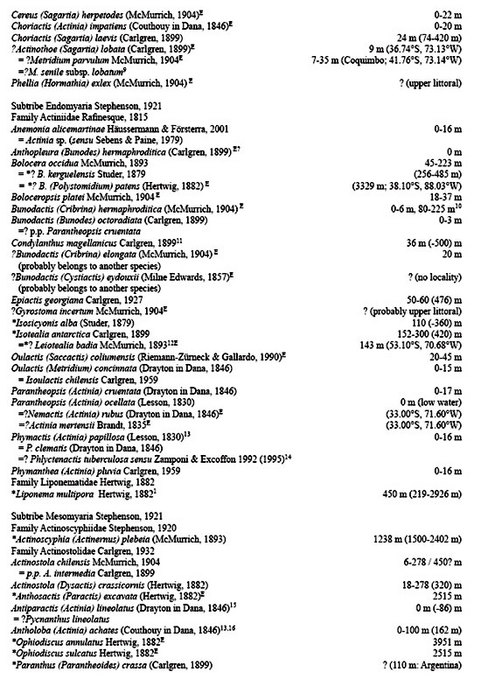 Cereus (Sagartia) herpetodes (McMurrich, 1904)E 0-22 m
Choriactis (Actinia) impatiens (Couthouy in Dana, 1846)E 0-20 m
Choriactis (Sagartia) laevis (Carlgren, 1899) 24 m (74-420 m)
?Actinothoe (Sagartia) lobata (Carlgren, 1899)E 9 m (36.74°S, 73.13°W)
= ?Metridium parvulum McMurrich, 1904E 7-35 m (Coquimbo; 41.76°S, 73.14°W)
=?M. senile subsp. lobatum9
Phellia (Hormathia) exlex (McMurrich, 1904) E ? (upper littoral)
Subtribe Endomyaria Stephenson, 1921
Family Actiniidae Rafinesque, 1815
Anemonia alicemartinae Häussermann & Försterra, 2001 0-16 m
= Actinia sp. (sensu Sebens & Paine, 1979)
Anthopleura (Bunodes) hermaphroditica (Carlgren, 1899)E? 0 m
Bolocera occidua McMurrich, 1893 45-223 m
= *? B. kerguelensis Studer, 1879 (256-485 m)
= *? B. (Polystomidium) patens (Hertwig, 1882) E (3329 m; 38.10°S, 88.03°W)
Boloceropsis platei McMurrich, 1904 E 18-37 m
Bunodactis (Cribrina) hermaphroditica (McMurrich, 1904) E 0-6 m, 80-225 m10
Bunodactis (Bunodes) octoradiata (Carlgren, 1899) 0-3 m
=? p.p. Parantheopsis cruentata
Condylanthus magellanicus Carlgren, 189911 36 m (-500) m)
?Bunodactis (Cribrina) elongata (McMurrich, 1904) E 20 m
(probably belongs to another species)
?Bunodactis (Cystiactis) eydouxii (Milne Edwards, 1857)E ? (no locality)
(probably belongs to another species)
Epiactis georgiana Carlgren, 1927 50-60 (476) m)
?Gyrostoma incertum McMurrich, 1904E ? (probably upper littoral)
*Isosicyonis alba (Studer, 1879) 110 (-360) m)
*Isotealia antarctica Carlgren, 1899 152-300 (420) m)
=*? Leiotealia badia McMurrich, 189312E 143 m (53.10°S, 70.68°W)
Oulactis (Saccactis) coliumensis (Riemann-Zürneck & Gallardo, 1990)E 20-45 m
Oulactis (Metridium) concinnata (Drayton in Dana, 1846) 0-15 m
= Isoulactis chilensis Carlgren, 1959
Parantheopsis (Actinia) cruentata (Drayton in Dana, 1846) 0-17 m
Parantheopsis (Actinia) ocellata (Lesson, 1830) 0 m (low water)
=?Nemactis (Actinia) rubus (Drayton in Dana, 1846)E (33.00°S, 71.60°W)
=?Actinia mertensii Brandt, 1835E (33.00°S, 71.60°W)
Phymactis (Actinia) papillosa (Lesson, 1830)13 0-16 m
= P. clematis (Drayton in Dana, 1846)
=? Phlyctenactis tuberculosa sensu Zamponi & Excoffon 1992 (1995)14
Phymanthea (Actinia) pluvia Carlgren, 1959 0-16 m
Family Liponematidae Hertwig, 1882
*Liponema multipora Hertwig, 18821 450 m (219-2926 m)
Subtribe Mesomyaria Stephenson, 1921
Family Actinoscyphiidae Stephenson, 1920
*Actinoscyphia (Actinernus) plebeia (McMurrich, 1893) 1238 m (1500-2402 m)
Family Actinostolidae Carlgren, 1932
Actinostola chilensis McMurrich, 1904 6-278 / 450? m
= p.p. A. intermedia Carlgren, 1899
Actinostola (Dysactis) crassicornis (Hertwig, 1882) 18-278 (320) m)
*Anthosactis (Paractis) excavata (Hertwig, 1882)E 2515 m
Antiparactis (Actinia) lineolatus (Drayton in Dana, 1846)15 0 m (-86) m)
= ?Pycnanthus lineolatus
Antholoba (Actinia) achates (Couthouy in Dana, 1846)13,16 0-100 m (162 m)
*Ophiodiscus annulatus Hertwig, 1882E 3951 m
*Ophiodiscus sulcatus Hertwig, 1882E 2515 m
*Paranthus (Parantheoides) crassa (Carlgren, 1899) ? (110 m: Argentina)